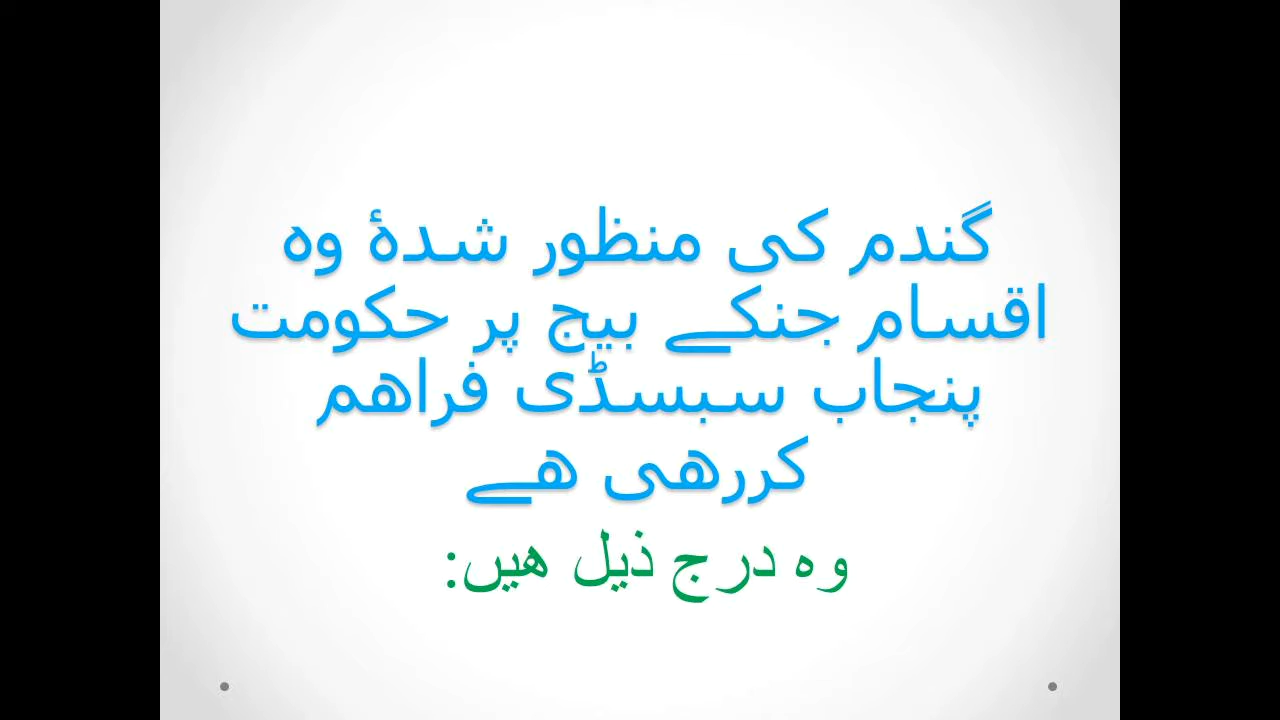 گندم کی منظور شدۂ وہ
اقسام جنکے بیج پر حکومت
پنجاب سبسڈی فراھم
کررھی ھے
وہ درج ذیل ھیں: